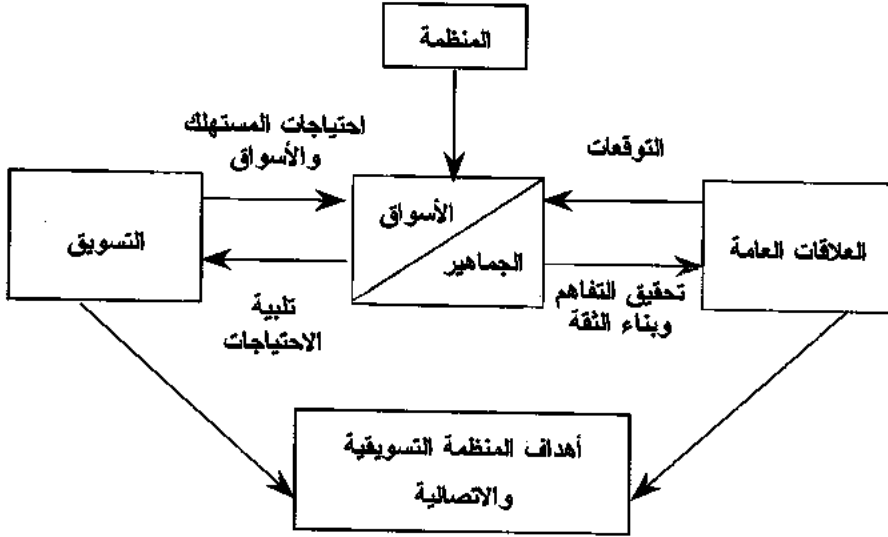 المنظمة
التوقعات
احتياجات المستهلك
والأسواق
العلاقات العامة
الأسواق
الجماهير
التسويق
تحقيق التفاهم
وبناء الثقة
تلبية
الاحتياجات
أهداف المنظمة التسويقية
والاتصالية